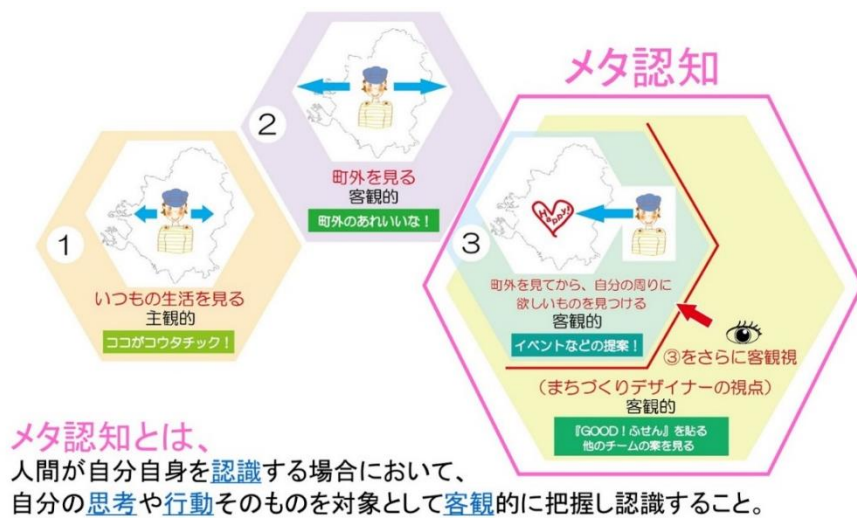 メタ認知
1
いつもの生活を見る
主観的
ココがコウタチック！
2
町外を見る
客観的
町外のあれいいな！
3
Happy!
町外を見てから、自分の周りに
欲しいものを見つける
客観的
イベントなどの提案！
③をさらに客観視
（まちづくりデザイナーの視点）
客観的
『GOOD！ふせん』を貼る
他のチームの案を見る
メタ認知とは、
人間が自分自身を認識する場合において、
自分の思考や行動そのものを対象として客観的に把握し認識すること。